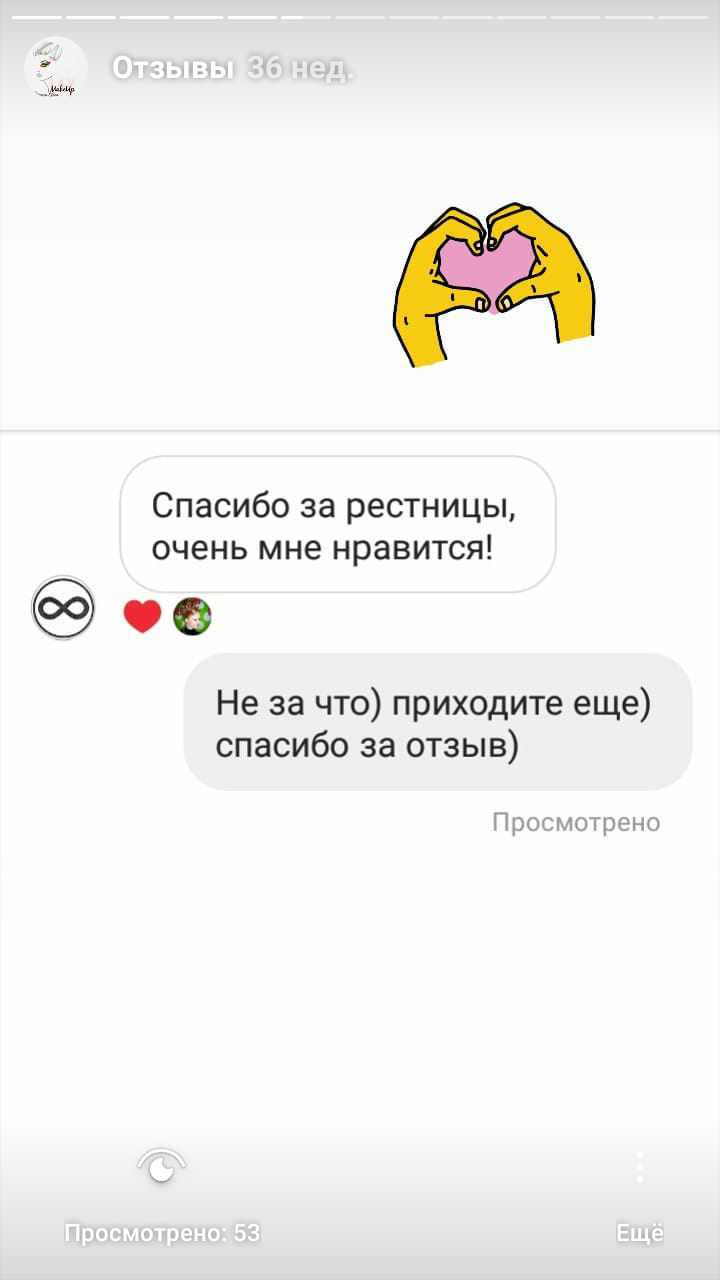 Отзывы 36 нед.
MakeUp
Спасибо за рестницы,
очень мне нравится!
Не за что) приходите еще)
спасибо за отзыв)
Просмотрено
Просмотрено: 53
Ещё